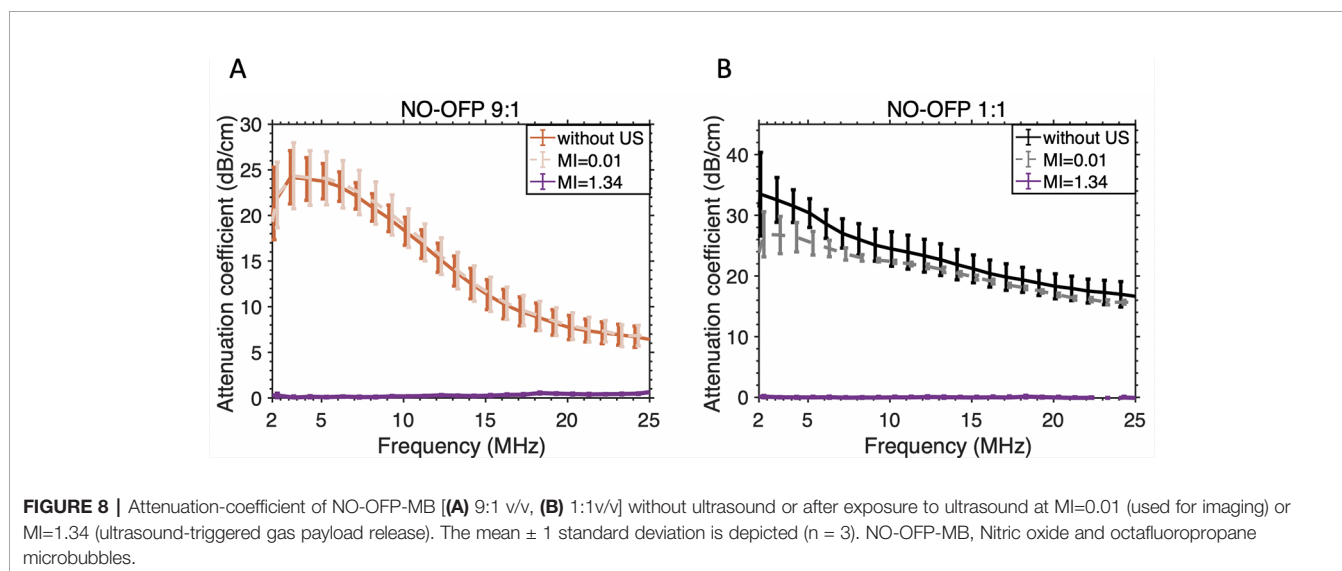 A
B
NO-OFP 9:1
NO-OFP 1:1
Attenuation coefficient (dB/cm)
30
25
20
15
10
5
0
without US
MI=0.01
MI=1.34
2
5
10
15
20
25
Frequency (MHz)
Attenuation coefficient (dB/cm)
40
30
20
10
0
without US
MI=0.01
MI=1.34
2
5
10
15
20
25
Frequency (MHz)
FIGURE 8 | Attenuation-coefficient of NO-OFP-MB [(A) 9:1 v/v, (B) 1:1v/v] without ultrasound or after exposure to ultrasound at MI=0.01 (used for imaging) or
MI=1.34 (ultrasound-triggered gas payload release). The mean ± 1 standard deviation is depicted (n = 3). NO-OFP-MB, Nitric oxide and octafluoropropane
microbubbles.